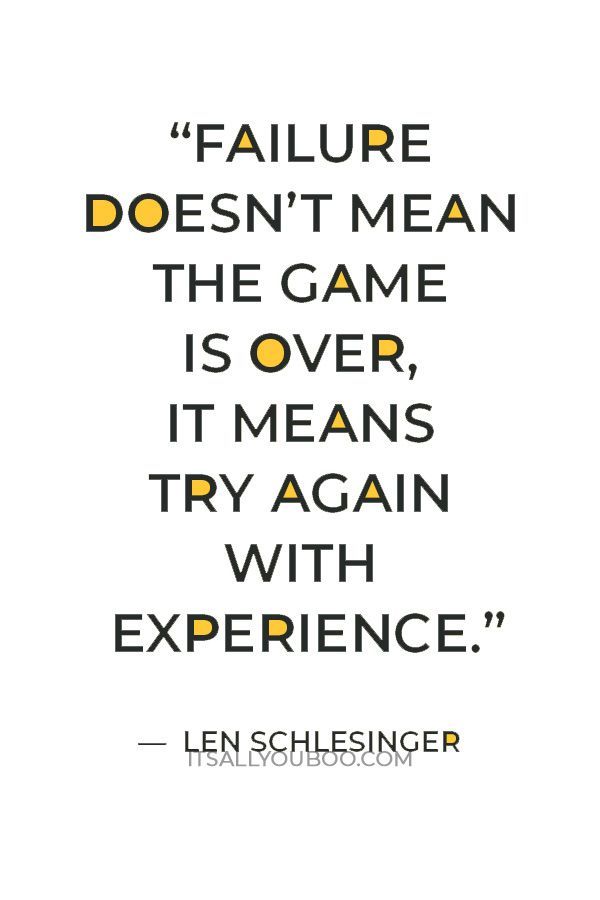 “FAILURE
DOESN’T MEAN
THE GAME
IS OVER,
IT MEANS
TRY AGAIN
WITH
EXPERIENCE.”
— LEN SCHLESINGER
ITSALLYOUBOO.COM